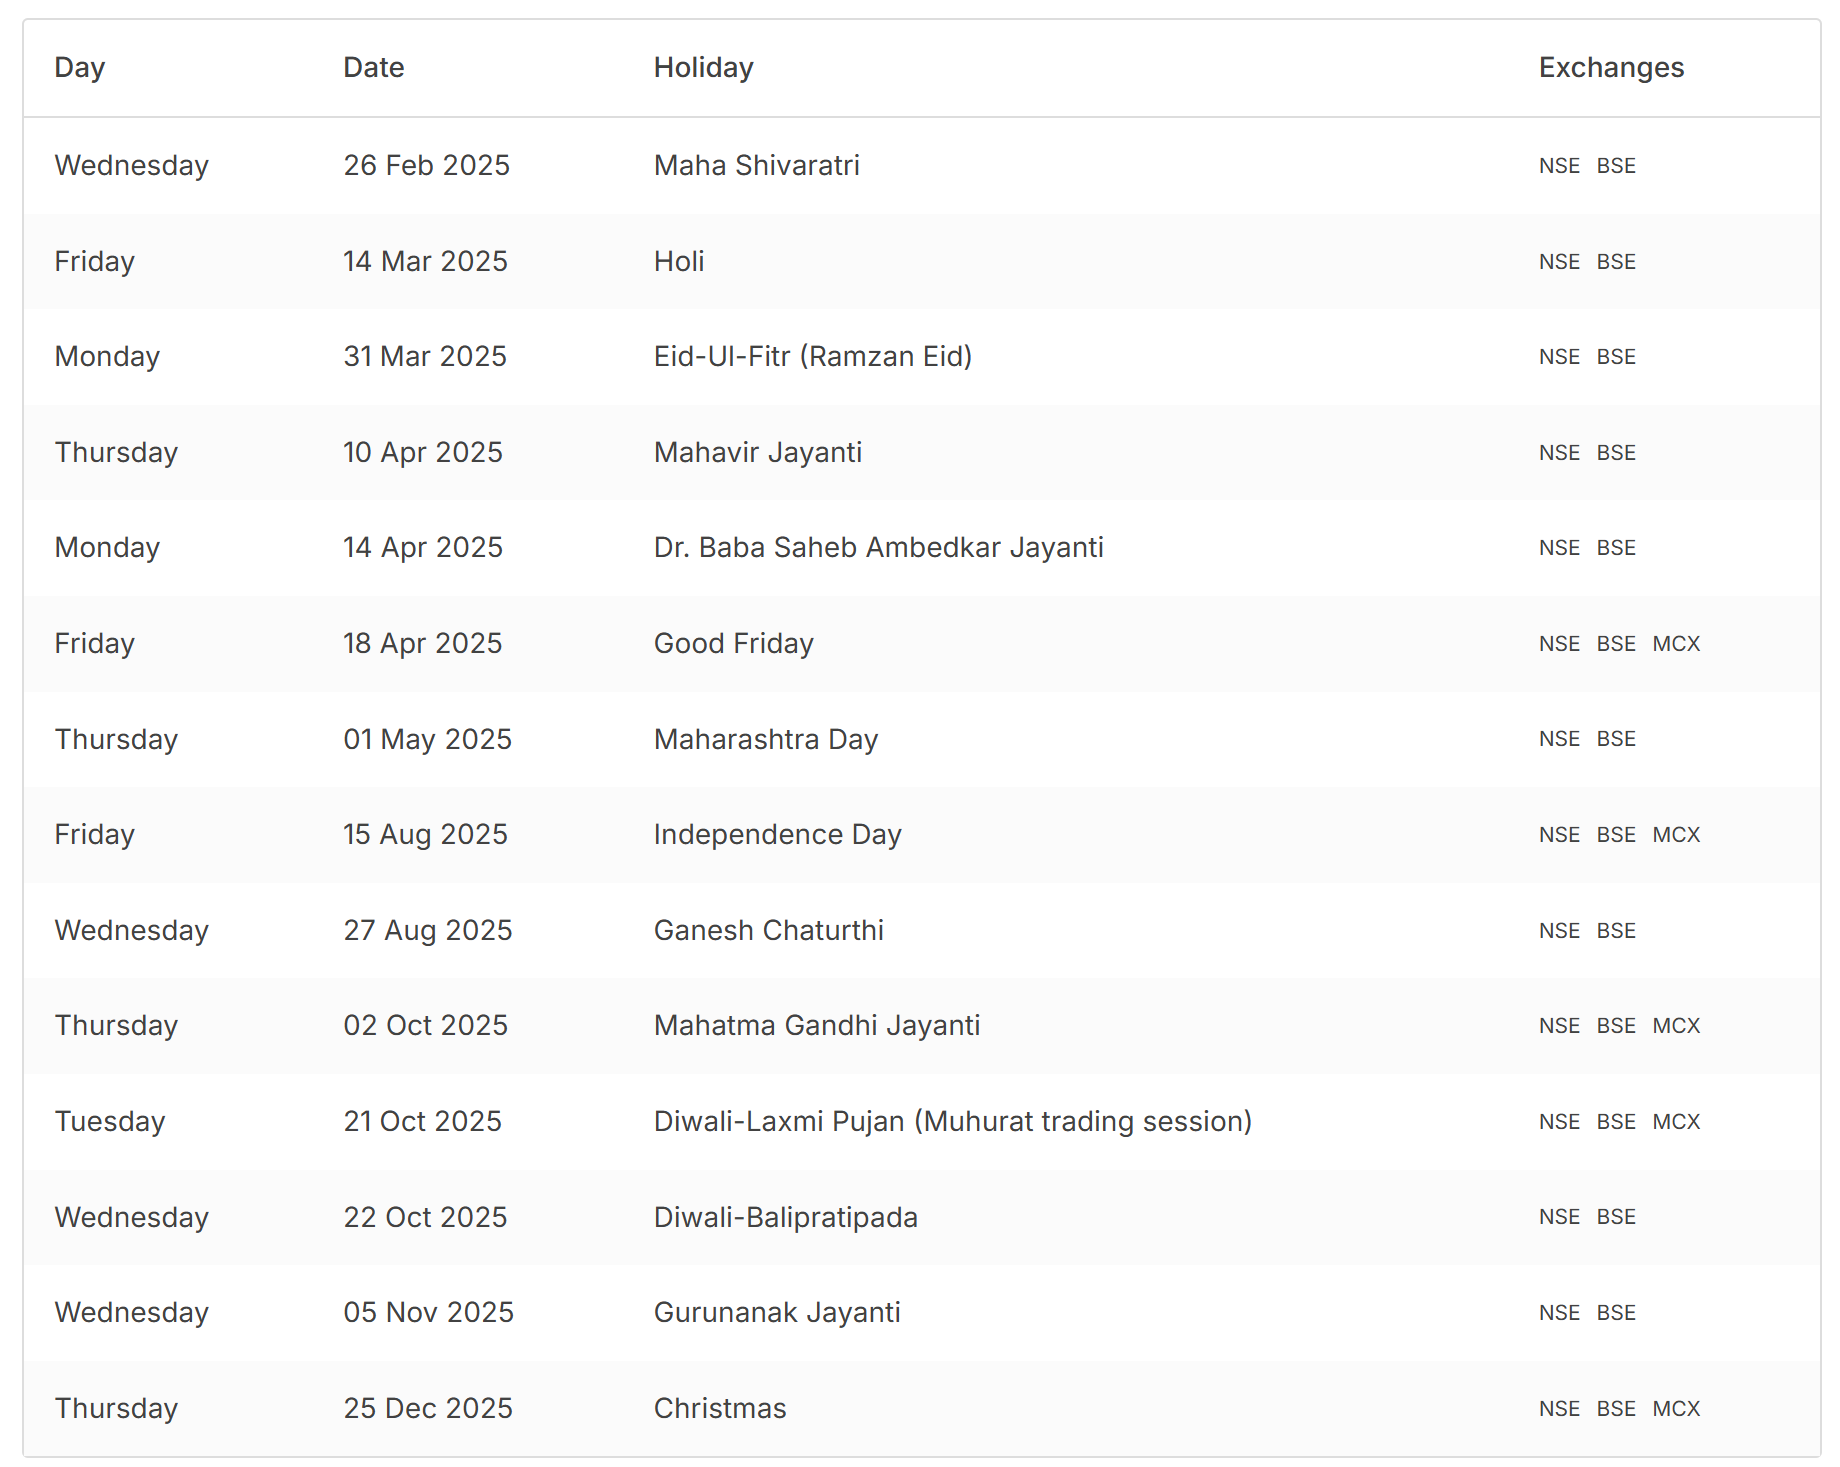 Day Date Holiday Exchanges
Wednesday 26 Feb 2025 Maha Shivaratri NSE BSE
Friday 14 Mar 2025 Holi NSE BSE
Monday 31 Mar 2025 Eid-Ul-Fitr (Ramzan Eid) NSE BSE
Thursday 10 Apr 2025 Mahavir Jayanti NSE BSE
Monday 14 Apr 2025 Dr. Baba Saheb Ambedkar Jayanti NSE BSE
Friday 18 Apr 2025 Good Friday NSE BSE MCX
Thursday 01 May 2025 Maharashtra Day NSE BSE
Friday 15 Aug 2025 Independence Day NSE BSE MCX
Wednesday 27 Aug 2025 Ganesh Chaturthi NSE BSE
Thursday 02 Oct 2025 Mahatma Gandhi Jayanti NSE BSE MCX
Tuesday 21 Oct 2025 Diwali-Laxmi Pujan (Muhurat trading session) NSE BSE MCX
Wednesday 22 Oct 2025 Diwali-Balipratipada NSE BSE
Wednesday 05 Nov 2025 Gurunanak Jayanti NSE BSE
Thursday 25 Dec 2025 Christmas NSE BSE MCX